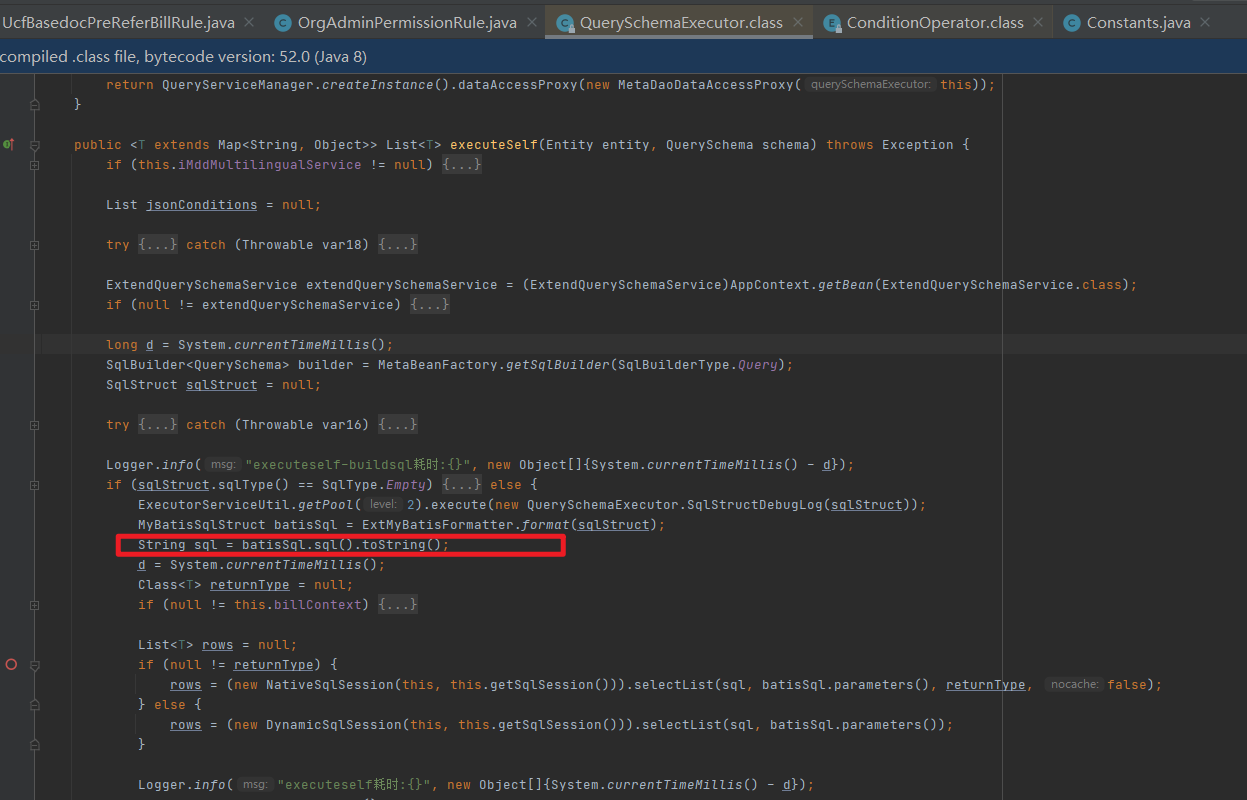 UcfBasedocPreReferBillRule.java × OrgAdminPermissionRule.java × QuerySchemaExecutor.class × ConditionOperator.class × Constants.java ×
compiled .class file, bytecode version: 52.0 (Java 8)
return QueryServiceManager.createInstance().dataAccessProxy(new MetaDaoDataAccessProxy( querySchemaExecutor: this));
}
public <T extends Map<String, Object>> List<T> executeSelf(Entity entity, QuerySchema schema) throws Exception {
if (this.iMddMultilingualService != null) {...}
List jsonConditions = null;
try {...} catch (Throwable var18) {...}
ExtendQuerySchemaService extendQuerySchemaService = (ExtendQuerySchemaService)AppContext.getBean(ExtendQuerySchemaService.class);
if (null != extendQuerySchemaService) {...}
long d = System.currentTimeMillis();
SqlBuilder<QuerySchema> builder = MetaBeanFactory.getSqlBuilder(SqlBuilderType.Query);
SqlStruct sqlStruct = null;
try {...} catch (Throwable var16) {...}
Logger.info( msg: "executeself-buildsql耗时:{}", new Object[]{System.currentTimeMillis() - d});
if (sqlStruct.sqlType() == SqlType.Empty) {...} else {
ExecutorServiceUtil.getPool( level: 2).execute(new QuerySchemaExecutor.SqlStructDebugLog(sqlStruct));
MyBatisSqlStruct batisSql = ExtMyBatisFormatter.format(sqlStruct);
String sql = batisSql.sql().toString();
d = System.currentTimeMillis();
Class<T> returnType = null;
if (null != this.billContext) {...}
List<T> rows = null;
if (null != returnType) {
rows = (new NativeSqlSession(this, this.getSqlSession())).selectList(sql, batisSql.parameters(), returnType, nocache: false);
} else {
rows = (new DynamicSqlSession(this, this.getSqlSession())).selectList(sql, batisSql.parameters());
}
Logger.info( msg: "executeself耗时:{}", new Object[]{System.currentTimeMillis() - d});